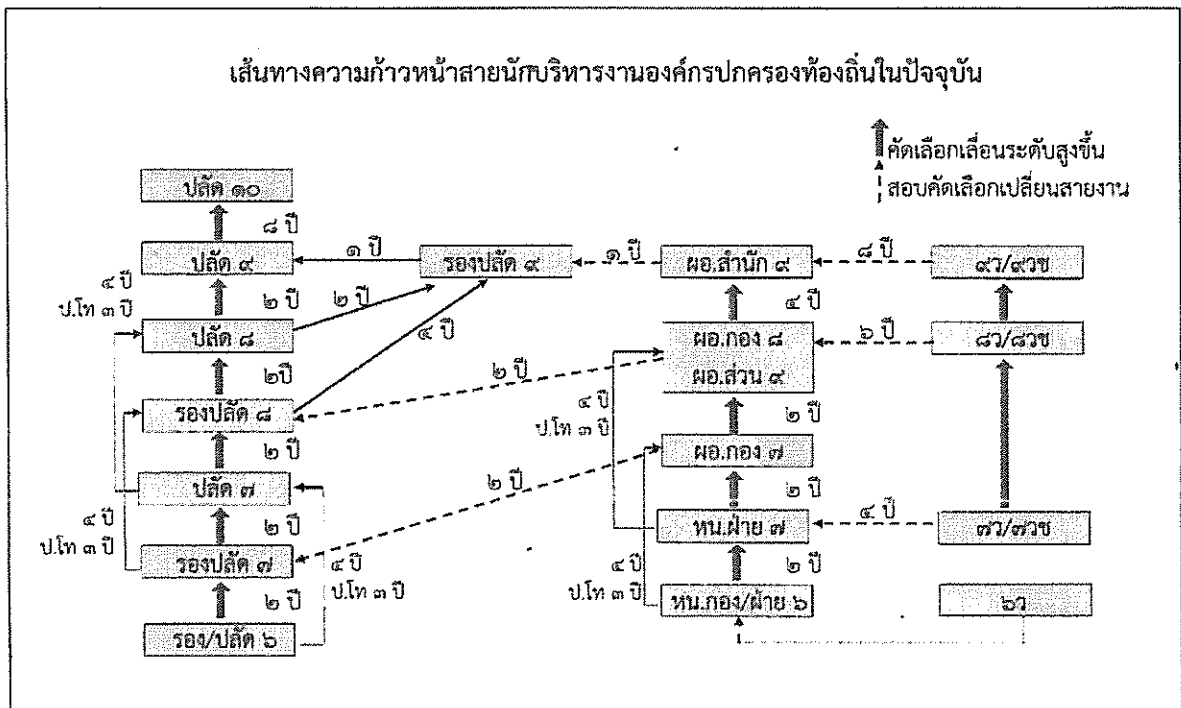 เส้นทางความก้าวหน้าสายนักบริหารงานองค์กรปกครองท้องถิ่นในปัจจุบัน
คัดเลือกเลื่อนระดับสูงขึ้น
สอบคัดเลือกเปลี่ยนสายงาน
ปลัด ๑๐
๘ ปี
ปลัด ๙
๑ ปี
รองปลัด ๙
๑ ปี
ผอ.สำนัก ๙
๘ ปี
๙ว/๙วช
๔ ปี
ป.โท ๓ ปี
๒ ปี
๒ ปี
๔ ปี
๔ ปี
ปลัด ๘
ผอ.กอง ๘
ผอ.ส่วน ๙
๖ ปี
๘ว/๘วช
๒ปี
๒ ปี
รองปลัด ๘
๔ ปี
ป.โท ๓ ปี
๒ ปี
๒ ปี
ผอ.กอง ๗
ปลัด ๗
๒ ปี
๒ ปี
๔ ปี
ป.โท ๓ ปี
๒ ปี
หน.ฝ่าย ๗
๔ ปี
๗ว/๗วช
รองปลัด ๗
๔ ปี
ป.โท ๓ ปี
๒ ปี
๔ ปี
ป.โท ๓ ปี
๒ ปี
หน.กอง/ฝ่าย ๖
๖ว
รอง/ปลัด ๖